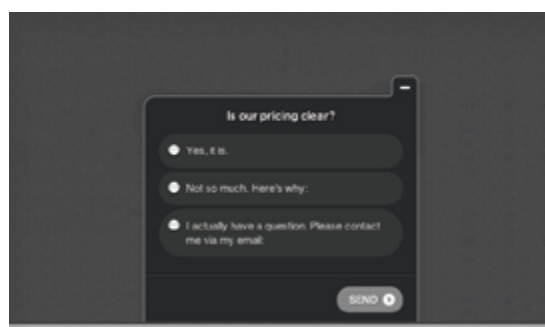 Is our pricing clear?
Yes, it is.
Not so much. Here's why:
I actually have a question. Please contact
me via my email:
SEND